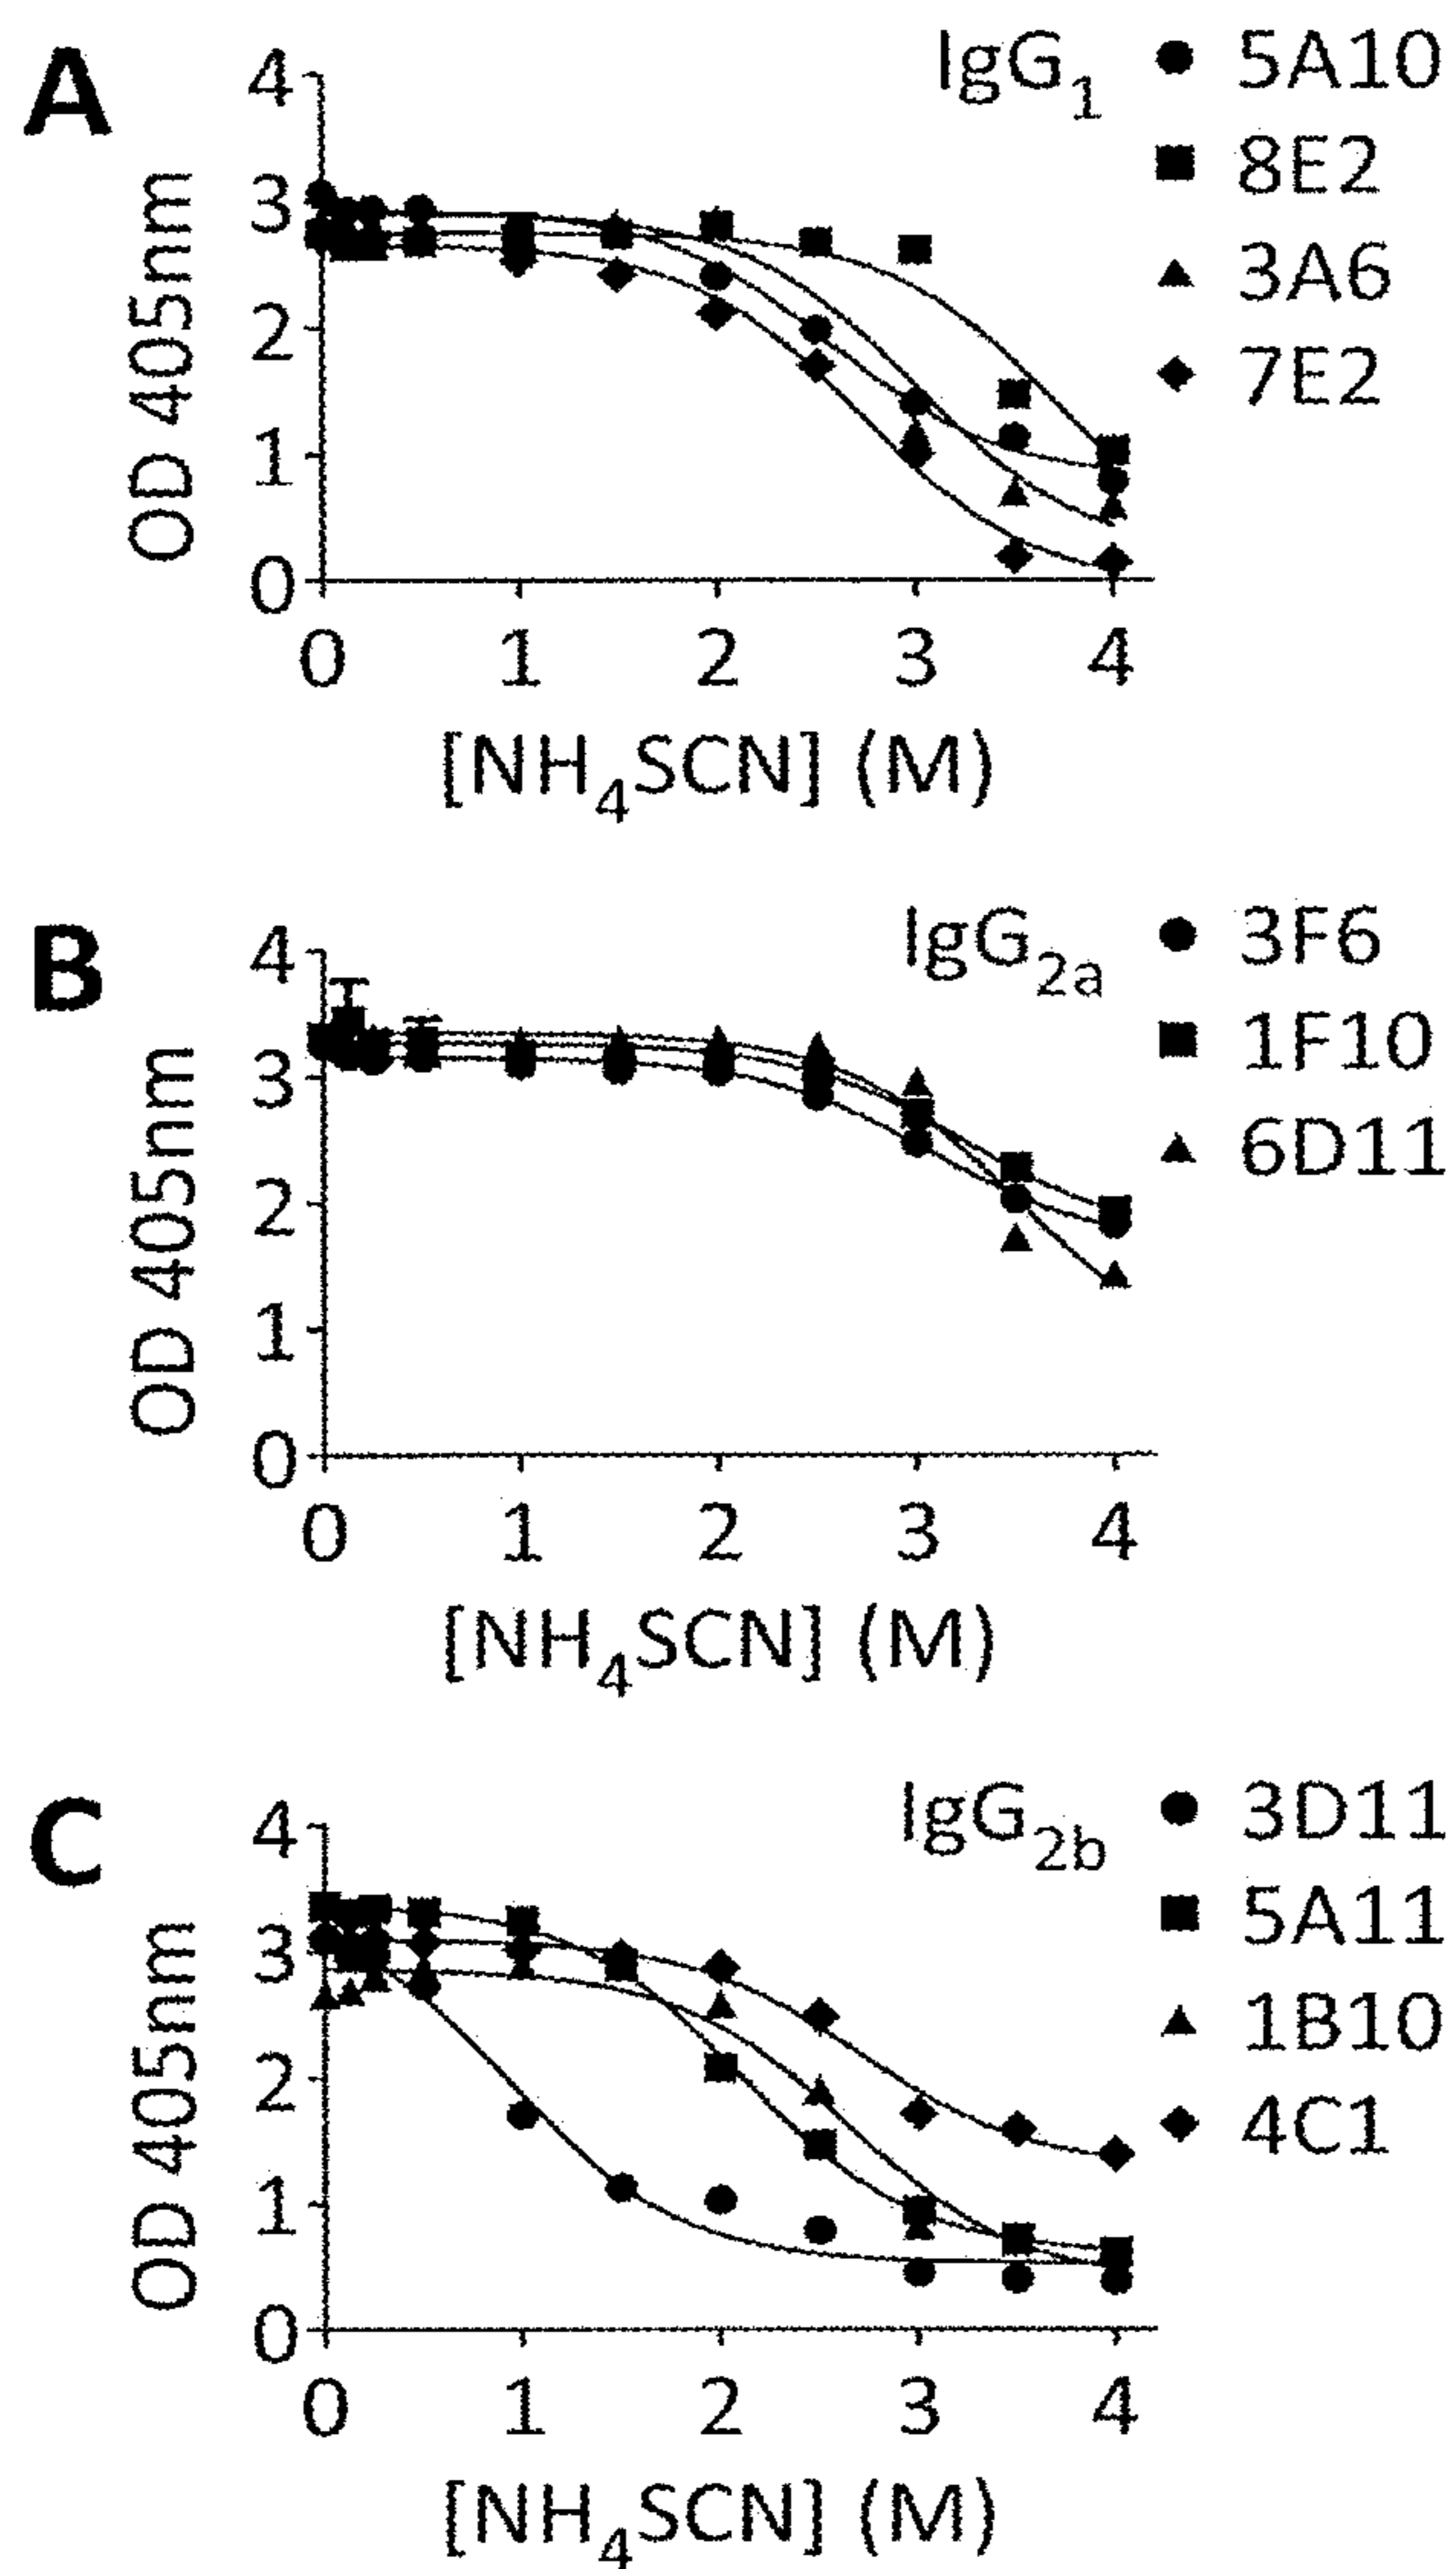 A
OD 405nm
4
3
2
1
0
0 1 2 3 4
[NH₄SCN] (M)
IgG₁ ● 5A10
■ 8E2
▲ 3A6
◆ 7E2
B
OD 405nm
4
3
2
1
0
0 1 2 3 4
[NH₄SCN] (M)
IgG₂ₐ ● 3F6
■ 1F10
▲ 6D11
C
OD 405nm
4
3
2
1
0
0 1 2 3 4
[NH₄SCN] (M)
IgG2b ● 3D11
■ 5A11
▲ 1B10
◆ 4C1